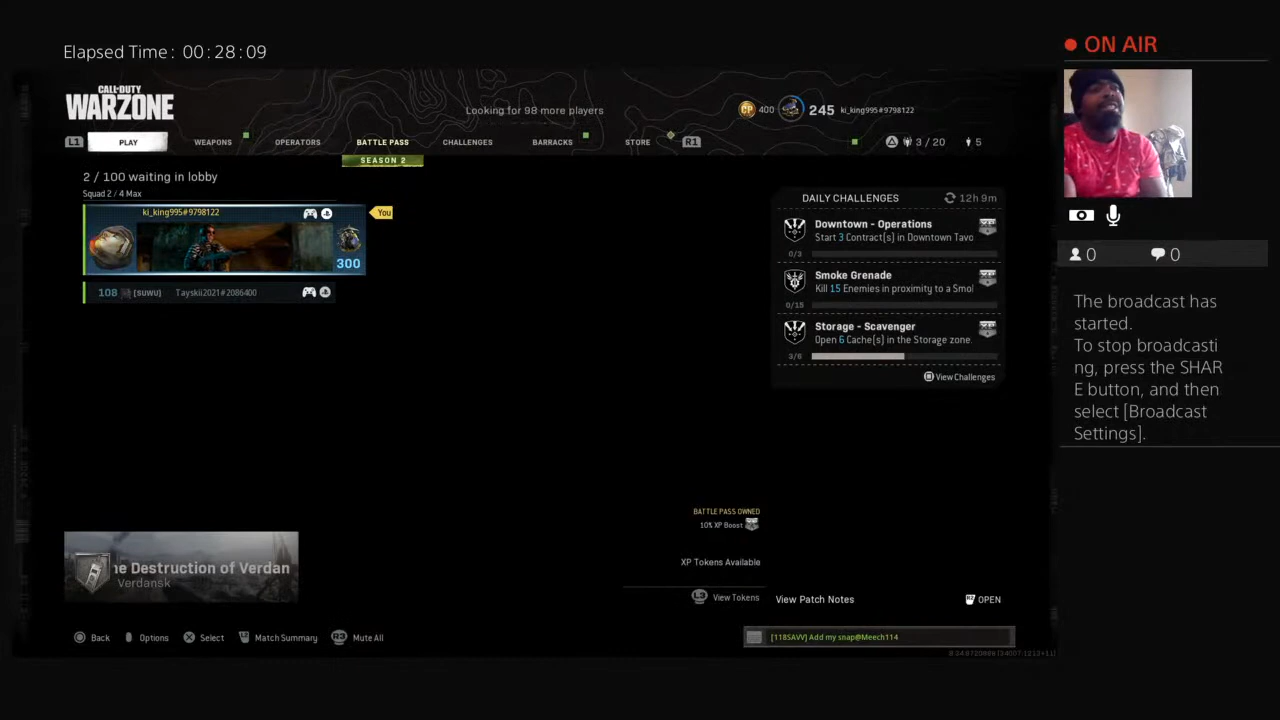 Elapsed Time: 00:28:09
ON AIR
CALL OF DUTY
WARZONE
Looking for 98 more players
CP 400
245 ki_king995#9798122
L1 PLAY WEAPONS OPERATORS BATTLE PASS CHALLENGES BARRACKS STORE R1
3 / 20 5
SEASON 2
2 / 100 waiting in lobby
Squad 2 / 4 Max
ki_king995#9798122
You
300
108 [SUWU] Tayskii2021#2086400
DAILY CHALLENGES 12h 9m
Downtown - Operations
Start 3 Contract(s) in Downtown Tavo
0/3
Smoke Grenade
Kill 15 Enemies in proximity to a Smo
0/15
Storage - Scavenger
Open 6 Cache(s) in the Storage zone.
3/6
View Challenges
0 0
The broadcast has
started.
To stop broadcasti
ng, press the SHAR
E button, and then
select [Broadcast
Settings].
BATTLE PASS OWNED
10% XP Boost
XP Tokens Available
L3 View Tokens
View Patch Notes
OPEN
he Destruction of Verdan
Verdansk
Back Options Select Match Summary R3 Mute All
[118SAVV] Add my snap@Meech114